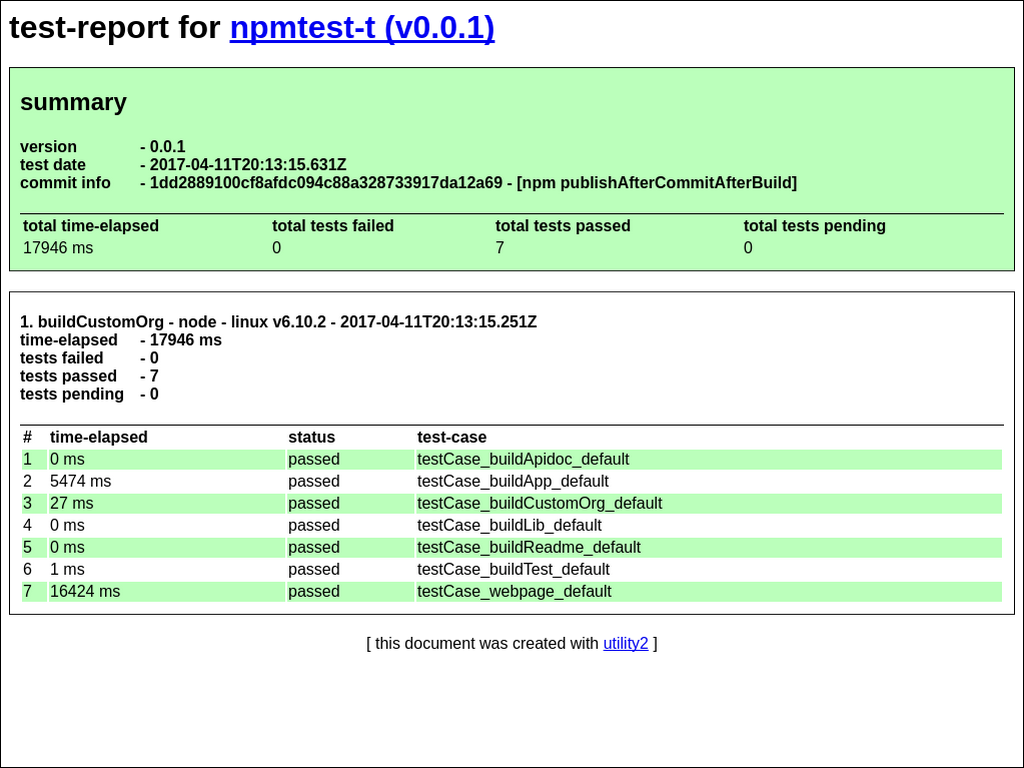 test-report for npmtest-t (v0.0.1)
summary
version - 0.0.1
test date - 2017-04-11T20:13:15.631Z
commit info - 1dd2889100cf8afdc094c88a328733917da12a69 - [npm publishAfterCommitAfterBuild]
total time-elapsed total tests failed total tests passed total tests pending
17946 ms 0 7 0
1. buildCustomOrg - node - linux v6.10.2 - 2017-04-11T20:13:15.251Z
time-elapsed - 17946 ms
tests failed - 0
tests passed - 7
tests pending - 0
# time-elapsed status test-case
1 0 ms passed testCase_buildApidoc_default
2 5474 ms passed testCase_buildApp_default
3 27 ms passed testCase_buildCustomOrg_default
4 0 ms passed testCase_buildLib_default
5 0 ms passed testCase_buildReadme_default
6 1 ms passed testCase_buildTest_default
7 16424 ms passed testCase_webpage_default
[ this document was created with utility2 ]